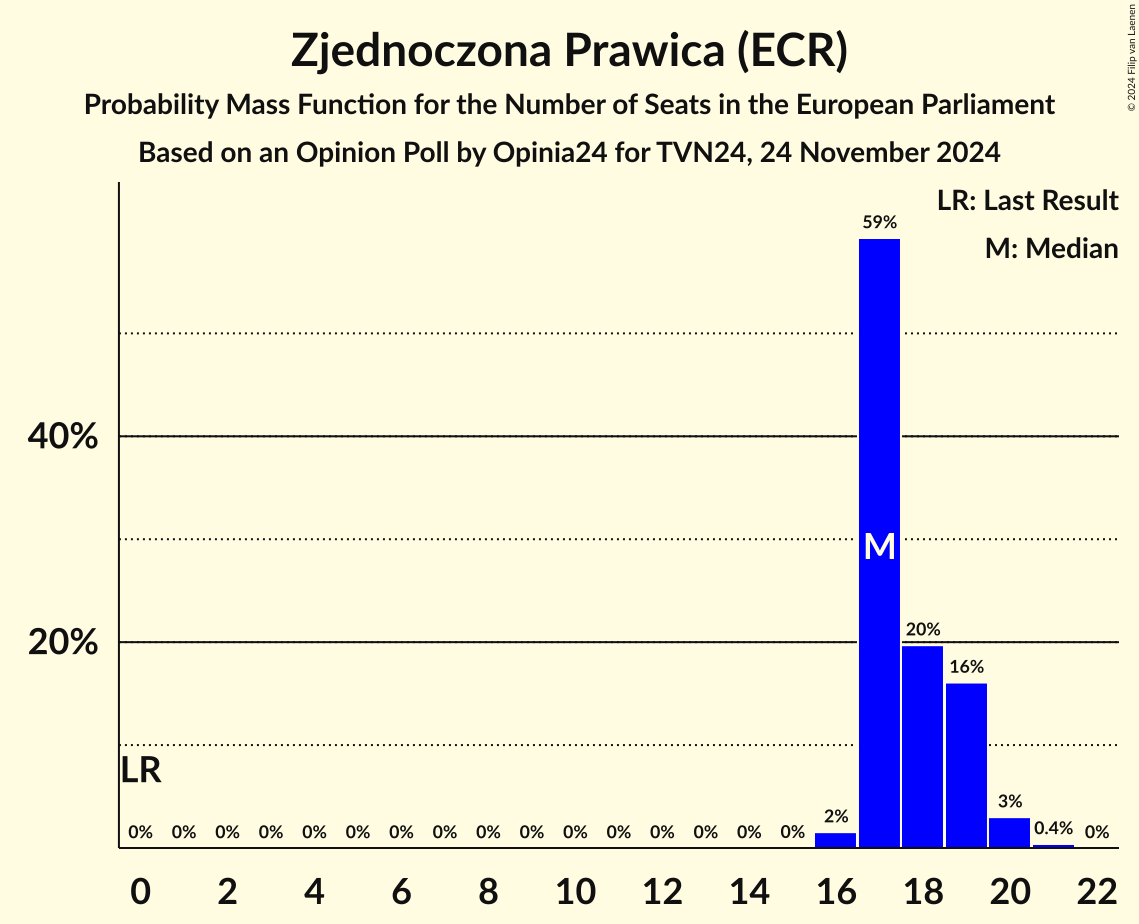 Zjednoczona Prawica (ECR)
Probability Mass Function for the Number of Seats in the European Parliament
Based on an Opinion Poll by Opinia24 for TVN24, 24 November 2024
© 2024 Filip van Laenen
LR: Last Result
M: Median
59%
40%
M
20%
20%
16%
LR
0% 0% 0% 0% 0% 0% 0% 0% 0% 0% 0% 0% 0% 0% 0% 0% 2% 3% 0.4% 0%
0 2 4 6 8 10 12 14 16 18 20 22